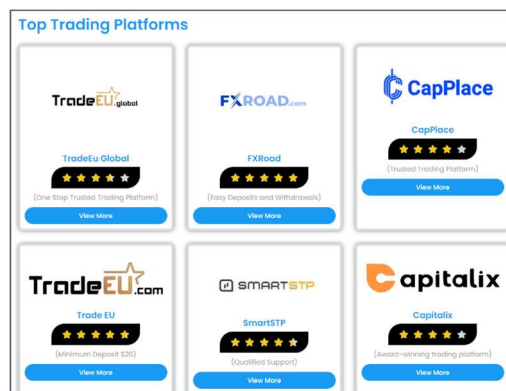 Top Trading Platforms
TradeEU.global
TradeEu Global
(One Stop Trusted Trading Platform)
View More
FXROAD.com
FXRoad
(Easy Deposits and Withdrawals)
View More
CapPlace
CapPlace
(Trusted Trading Platform)
View More
TradeEU.com
Trade EU
(Minimum Deposit $20)
View More
SMARTSTP
SmartSTP
(Qualified Support)
View More
Capitalix
Capitalix
(Award-winning trading platform)
View More